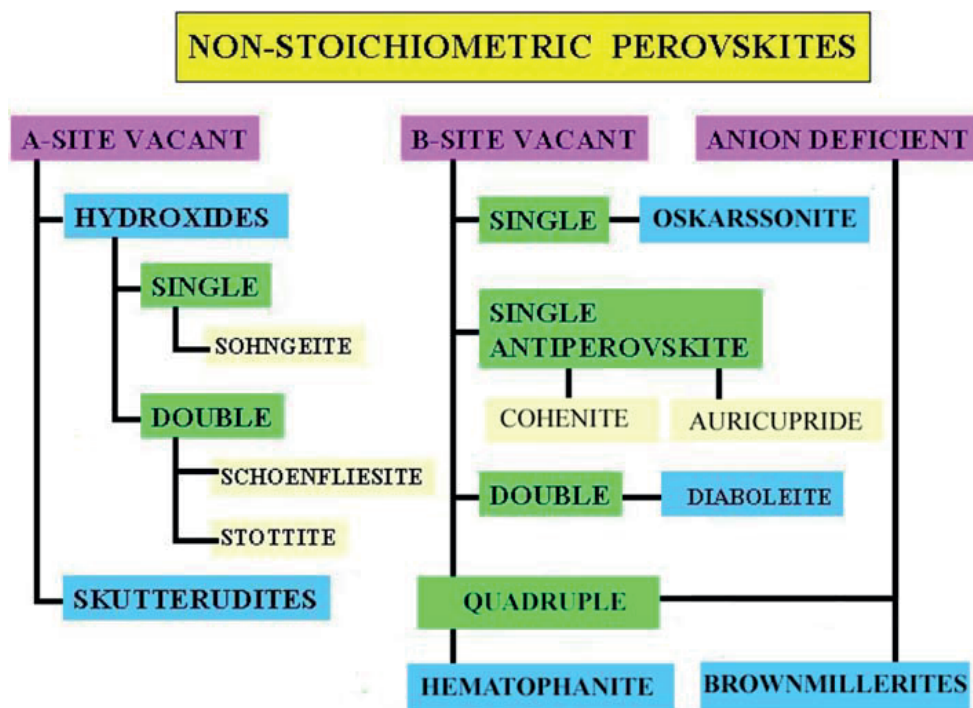 NON-STOICHIOMETRIC PEROVSKITES
A-SITE VACANT
HYDROXIDES
SINGLE
SOHNGEITE
DOUBLE
SCHOENFLIESITE
STOTTITE
SKUTTERUDITES
B-SITE VACANT
SINGLE
OSKARSSONITE
SINGLE
ANTIPEROVSKITE
COHENITE
AURICUPRIDE
DOUBLE
DIABOLEITE
QUADRUPLE
HEMATOPHANITE
ANION DEFICIENT
BROWNMILLERITES